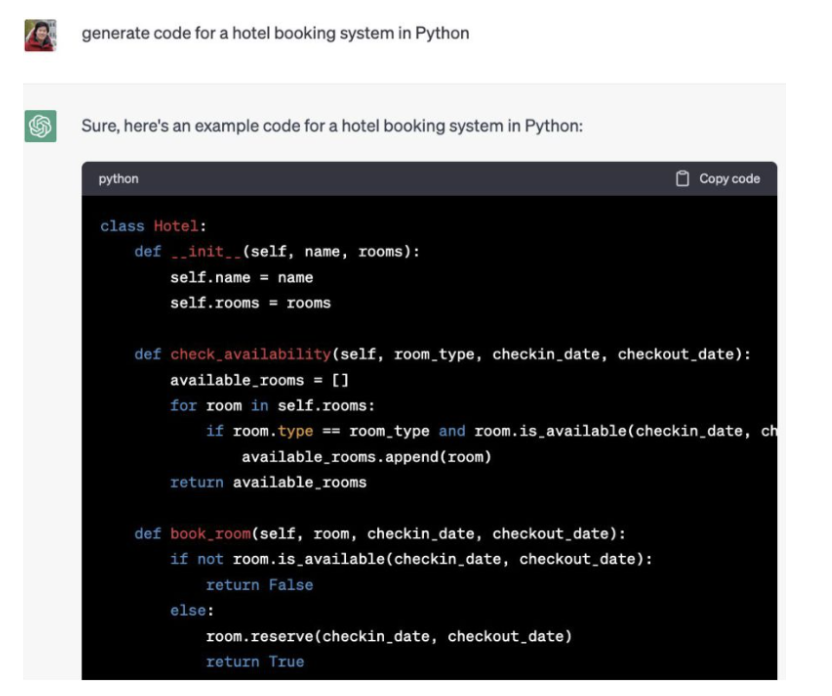 generate code for a hotel booking system in Python
Sure, here's an example code for a hotel booking system in Python:
python
Copy code
class Hotel:
    def __init__(self, name, rooms):
        self.name = name
        self.rooms = rooms
    def check_availability(self, room_type, checkin_date, checkout_date):
        available_rooms = []
        for room in self.rooms:
            if room.type == room_type and room.is_available(checkin_date, ch
                available_rooms.append(room)
        return available_rooms
    def book_room(self, room, checkin_date, checkout_date):
        if not room.is_available(checkin_date, checkout_date):
            return False
        else:
            room.reserve(checkin_date, checkout_date)
            return True